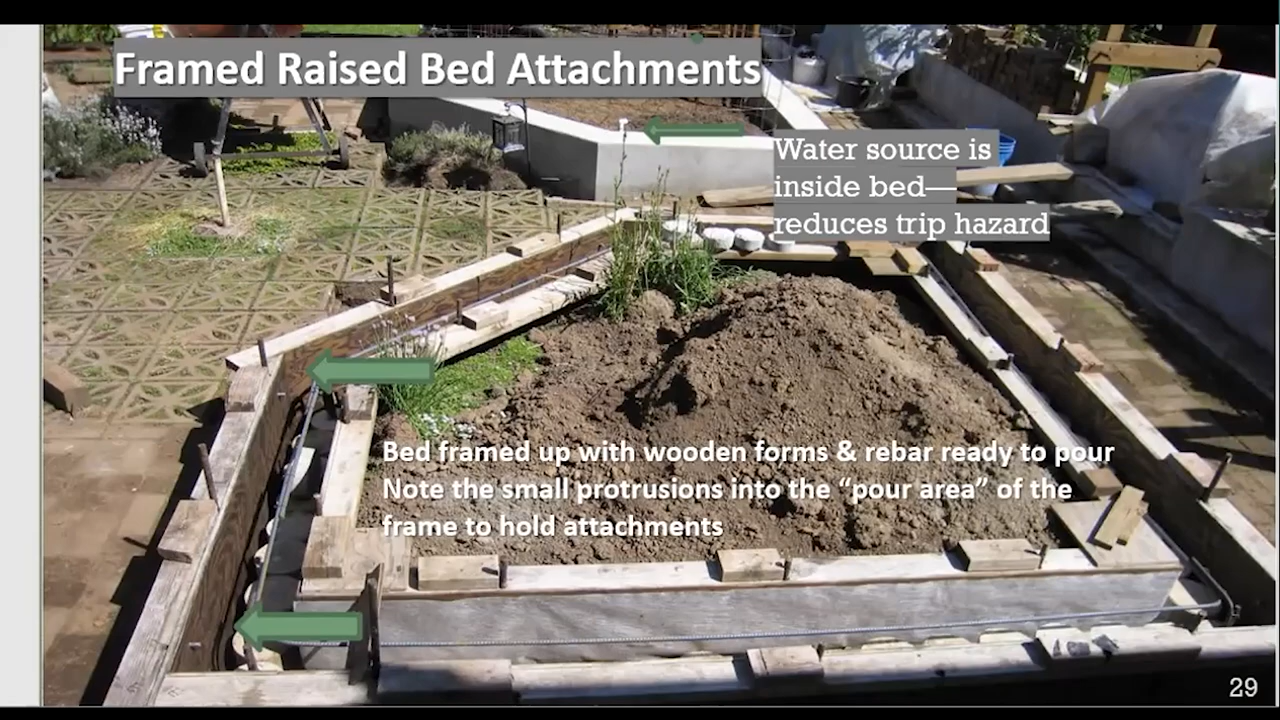 Framed Raised Bed Attachments
Water source is
inside bed—
reduces trip hazard
Bed framed up with wooden forms & rebar ready to pour
Note the small protrusions into the “pour area” of the
frame to hold attachments
29